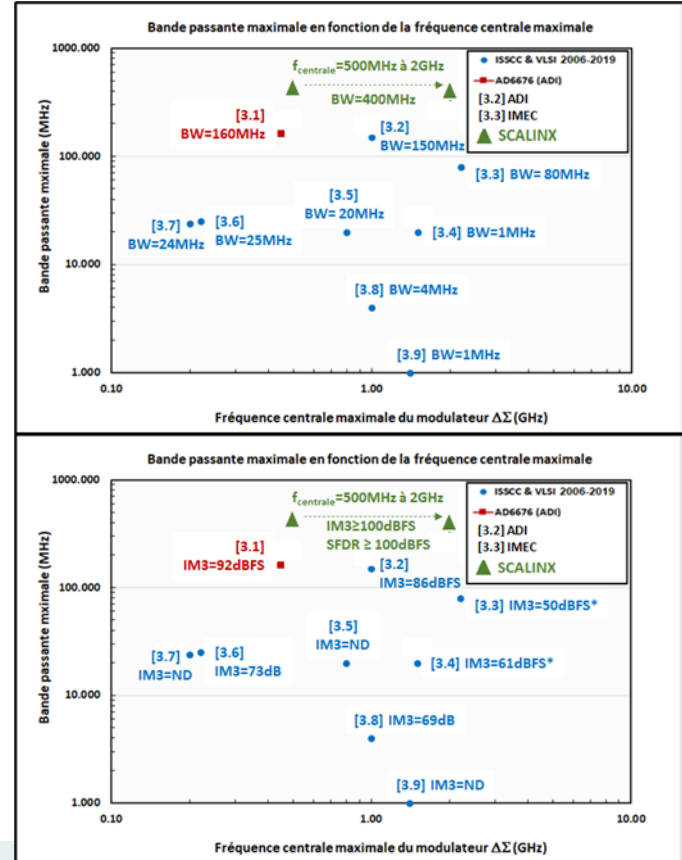 Bande passante maximale en fonction de la fréquence centrale maximale
Bande passante mximale (MHz)
1000.000
100.000
10.000
1.000
0.10
1.00
10.00
Fréquence centrale maximale du modulateur ΔΣ (GHz)
ISSCC & VLSI 2006-2019
AD6676 (ADI)
[3.2] ADI
[3.3] IMEC
SCALINX
fcentrale=500MHz à 2GHz
BW=400MHz
[3.1]
BW=160MHz
[3.2]
BW=150MHz
[3.3] BW= 80MHz
[3.5]
BW= 20MHz
[3.4] BW=1MHz
[3.7]
BW=24MHz
[3.6]
BW=25MHz
[3.8] BW=4MHz
[3.9] BW=1MHz
Bande passante maximale en fonction de la fréquence centrale maximale
Bande passante mximale (MHz)
1000.000
100.000
10.000
1.000
0.10
1.00
10.00
Fréquence centrale maximale du modulateur ΔΣ (GHz)
ISSCC & VLSI 2006-2019
AD6676 (ADI)
[3.2] ADI
[3.3] IMEC
SCALINX
fcentrale=500MHz à 2GHz
IM3≥100dBFS
SFDR ≥ 100dBFS
[3.1]
IM3=92dBFS
[3.2]
IM3=86dBFS
[3.3] IM3=50dBFS*
[3.5]
IM3=ND
[3.4] IM3=61dBFS*
[3.7]
IM3=ND
[3.6]
IM3=73dB
[3.8] IM3=69dB
[3.9] IM3=ND